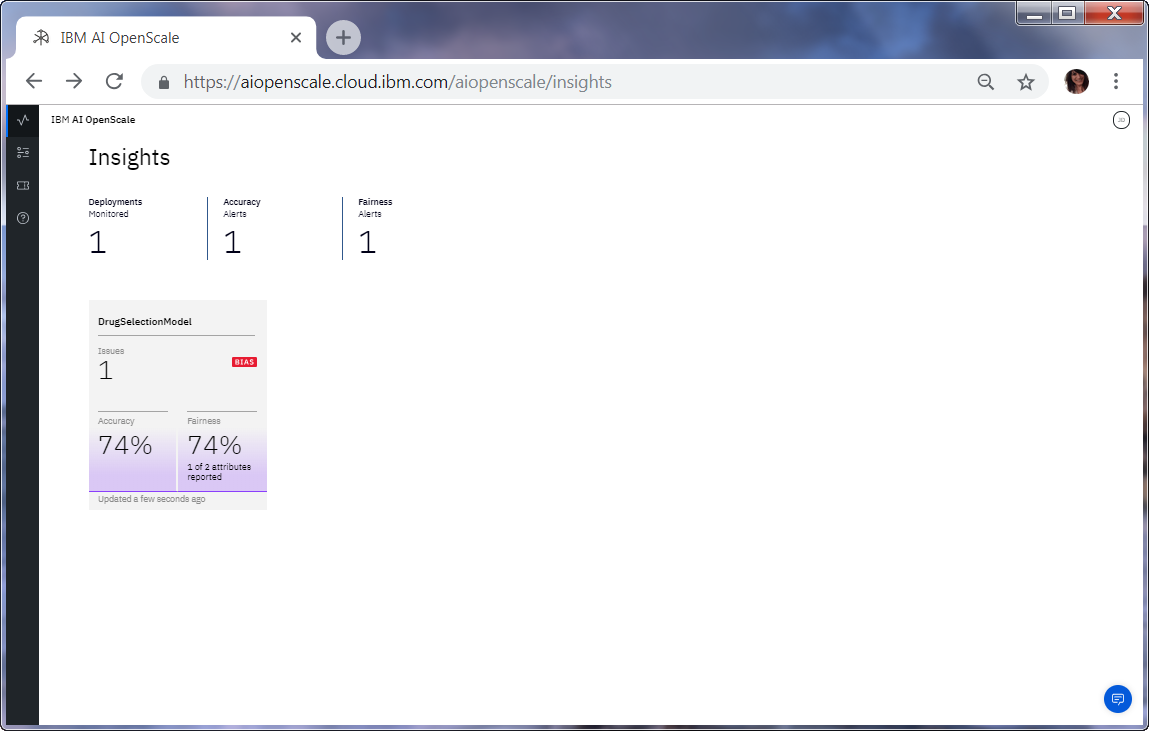 IBM AI OpenScale
https://aiopenscale.cloud.ibm.com/aiopenscale/insights
IBM AI OpenScale
JD
Insights
Deployments
Monitored
1
Accuracy
Alerts
1
Fairness
Alerts
1
DrugSelectionModel
Issues
1
BIAS
Accuracy
74%
Fairness
74%
1 of 2 attributes
reported
Updated a few seconds ago